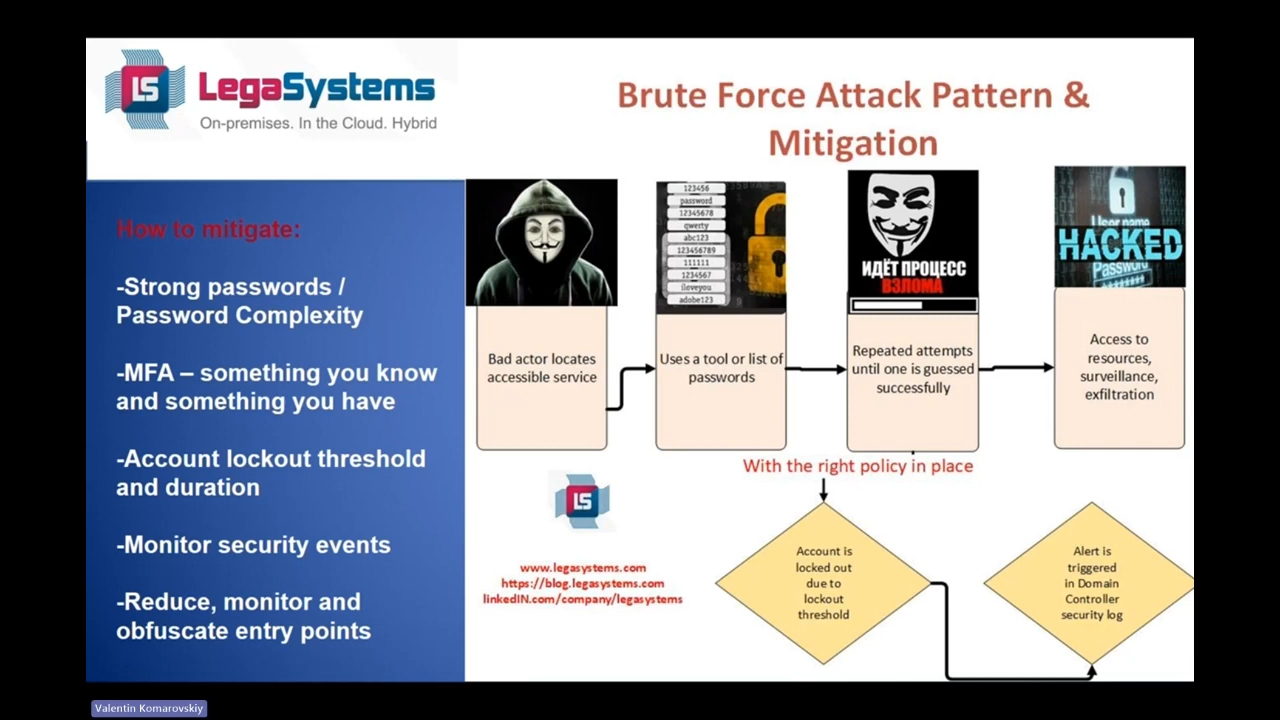 LS
LegaSystems
On-premises. In the Cloud. Hybrid
Brute Force Attack Pattern &
Mitigation
How to mitigate:
-Strong passwords /
Password Complexity
-MFA – something you know
and something you have
-Account lockout threshold
and duration
-Monitor security events
-Reduce, monitor and
obfuscate entry points
123456
password
12345678
qwerty
abc123
123456789
111111
1234567
iloveyou
adobe123
ИДЁТ ПРОЦЕСС
ВЗЛОМА
User name
HACKED
Password
Bad actor locates
accessible service
Uses a tool or list of
passwords
Repeated attempts
until one is guessed
successfully
Access to
resources,
surveillance,
exfiltration
With the right policy in place
LS
www.legasystems.com
https://blog.legasystems.com
linkedIN.com/company/legasystems
Account is
locked out
due to
lockout
threshold
Alert is
triggered
in Domain
Controller
security log
Valentin Komarovskiy